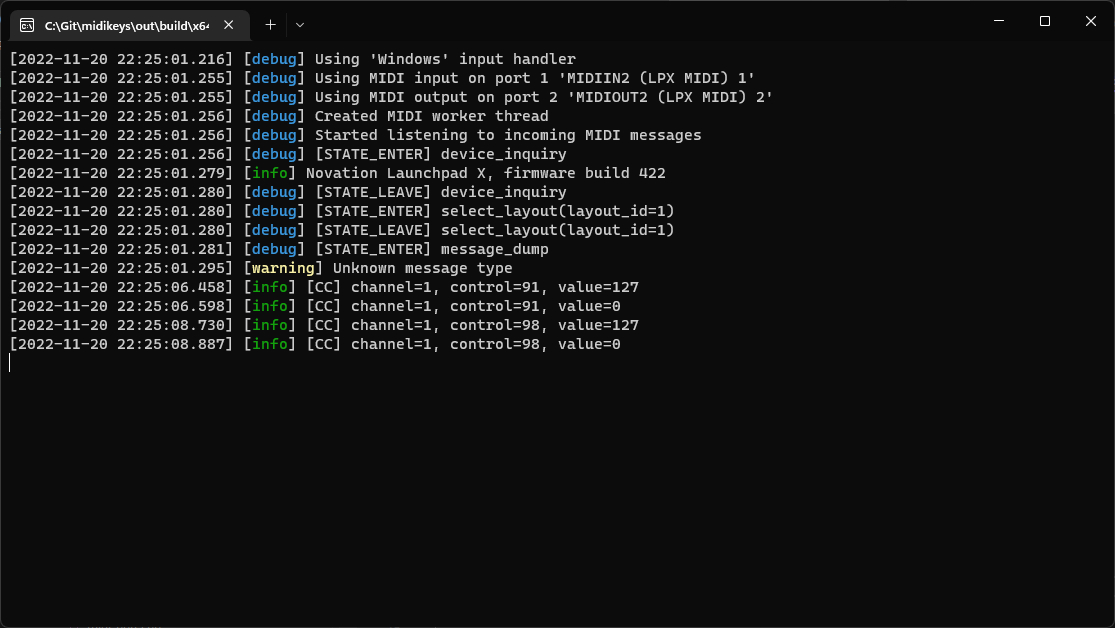 C:\Git\midikeys\out\build\x64
[2022-11-20 22:25:01.216] [debug] Using 'Windows' input handler
[2022-11-20 22:25:01.255] [debug] Using MIDI input on port 1 'MIDIIN2 (LPX MIDI) 1'
[2022-11-20 22:25:01.255] [debug] Using MIDI output on port 2 'MIDIOUT2 (LPX MIDI) 2'
[2022-11-20 22:25:01.256] [debug] Created MIDI worker thread
[2022-11-20 22:25:01.256] [debug] Started listening to incoming MIDI messages
[2022-11-20 22:25:01.256] [debug] [STATE_ENTER] device_inquiry
[2022-11-20 22:25:01.279] [info] Novation Launchpad X, firmware build 422
[2022-11-20 22:25:01.280] [debug] [STATE_LEAVE] device_inquiry
[2022-11-20 22:25:01.280] [debug] [STATE_ENTER] select_layout(layout_id=1)
[2022-11-20 22:25:01.280] [debug] [STATE_LEAVE] select_layout(layout_id=1)
[2022-11-20 22:25:01.281] [debug] [STATE_ENTER] message_dump
[2022-11-20 22:25:01.295] [warning] Unknown message type
[2022-11-20 22:25:06.458] [info] [CC] channel=1, control=91, value=127
[2022-11-20 22:25:06.598] [info] [CC] channel=1, control=91, value=0
[2022-11-20 22:25:08.730] [info] [CC] channel=1, control=98, value=127
[2022-11-20 22:25:08.887] [info] [CC] channel=1, control=98, value=0